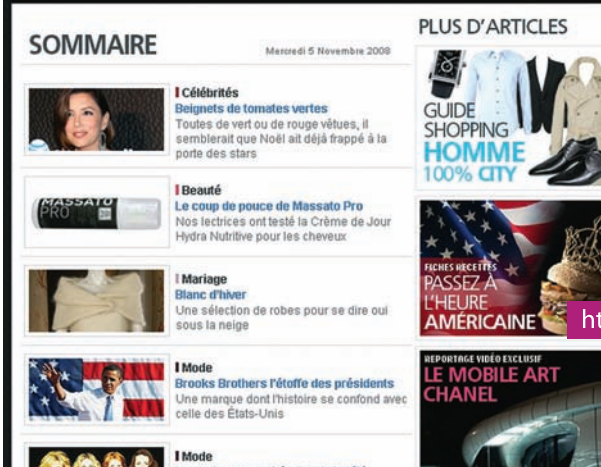 SOMMAIRE
Mercredi 5 Novembre 2008
Célébrités
Beignets de tomates vertes
Toutes de vert ou de rouge vêtues, il
semblerait que Noël ait déjà frappé à la
porte des stars
MASSATO
PRO
Beauté
Le coup de pouce de Massato Pro
Nos lectrices ont testé la Crème de Jour
Hydra Nutritive pour les cheveux
Mariage
Blanc d'hiver
Une sélection de robes pour se dire oui
sous la neige
Mode
Brooks Brothers l'étoffe des présidents
Une marque dont l'histoire se confond avec
celle des États-Unis
Mode
PLUS D'ARTICLES
GUIDE
SHOPPING
HOMME
100% CITY
FICHES RECETTES
PASSEZ À
L'HEURE
AMÉRICAINE
ht
REPORTAGE VIDÉO EXCLUSIF
LE MOBILE ART
CHANEL